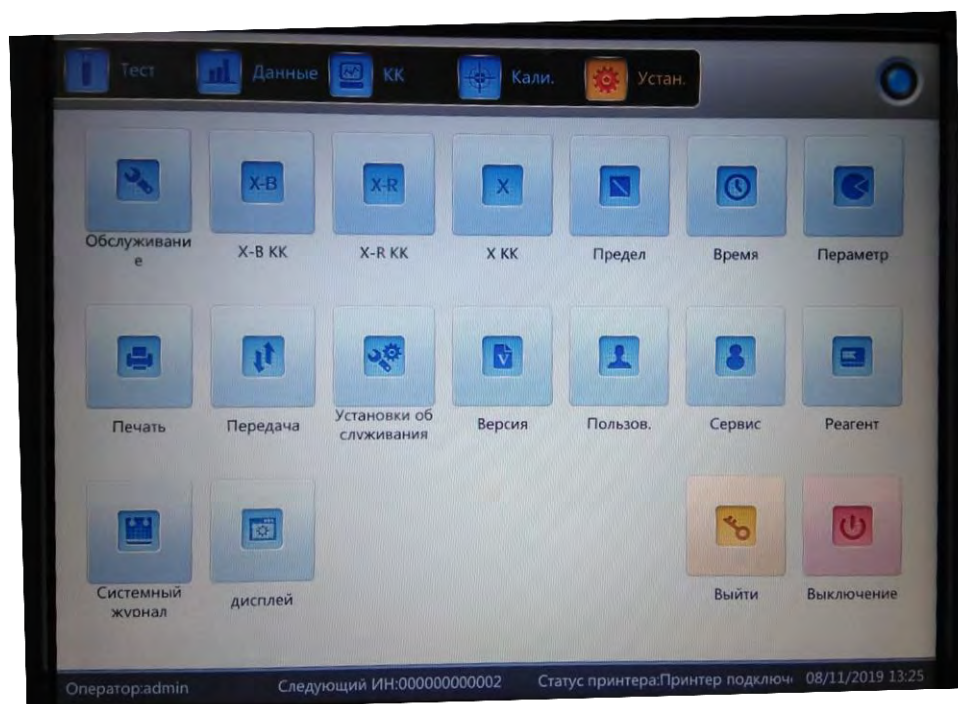 Тест Данные КК Кали. Устан.
X-B X-R X
Обслуживани
е
X-B КК X-R КК X КК Предел Время Пераметр
V
Печать Передача Установки об
служивания
Версия Пользов. Сервис Реагент
Системный
журнал
дисплей Выйти Выключение
Оператор:admin Следующий ИН:000000000002 Статус принтера:Принтер подключ 08/11/2019 13:25